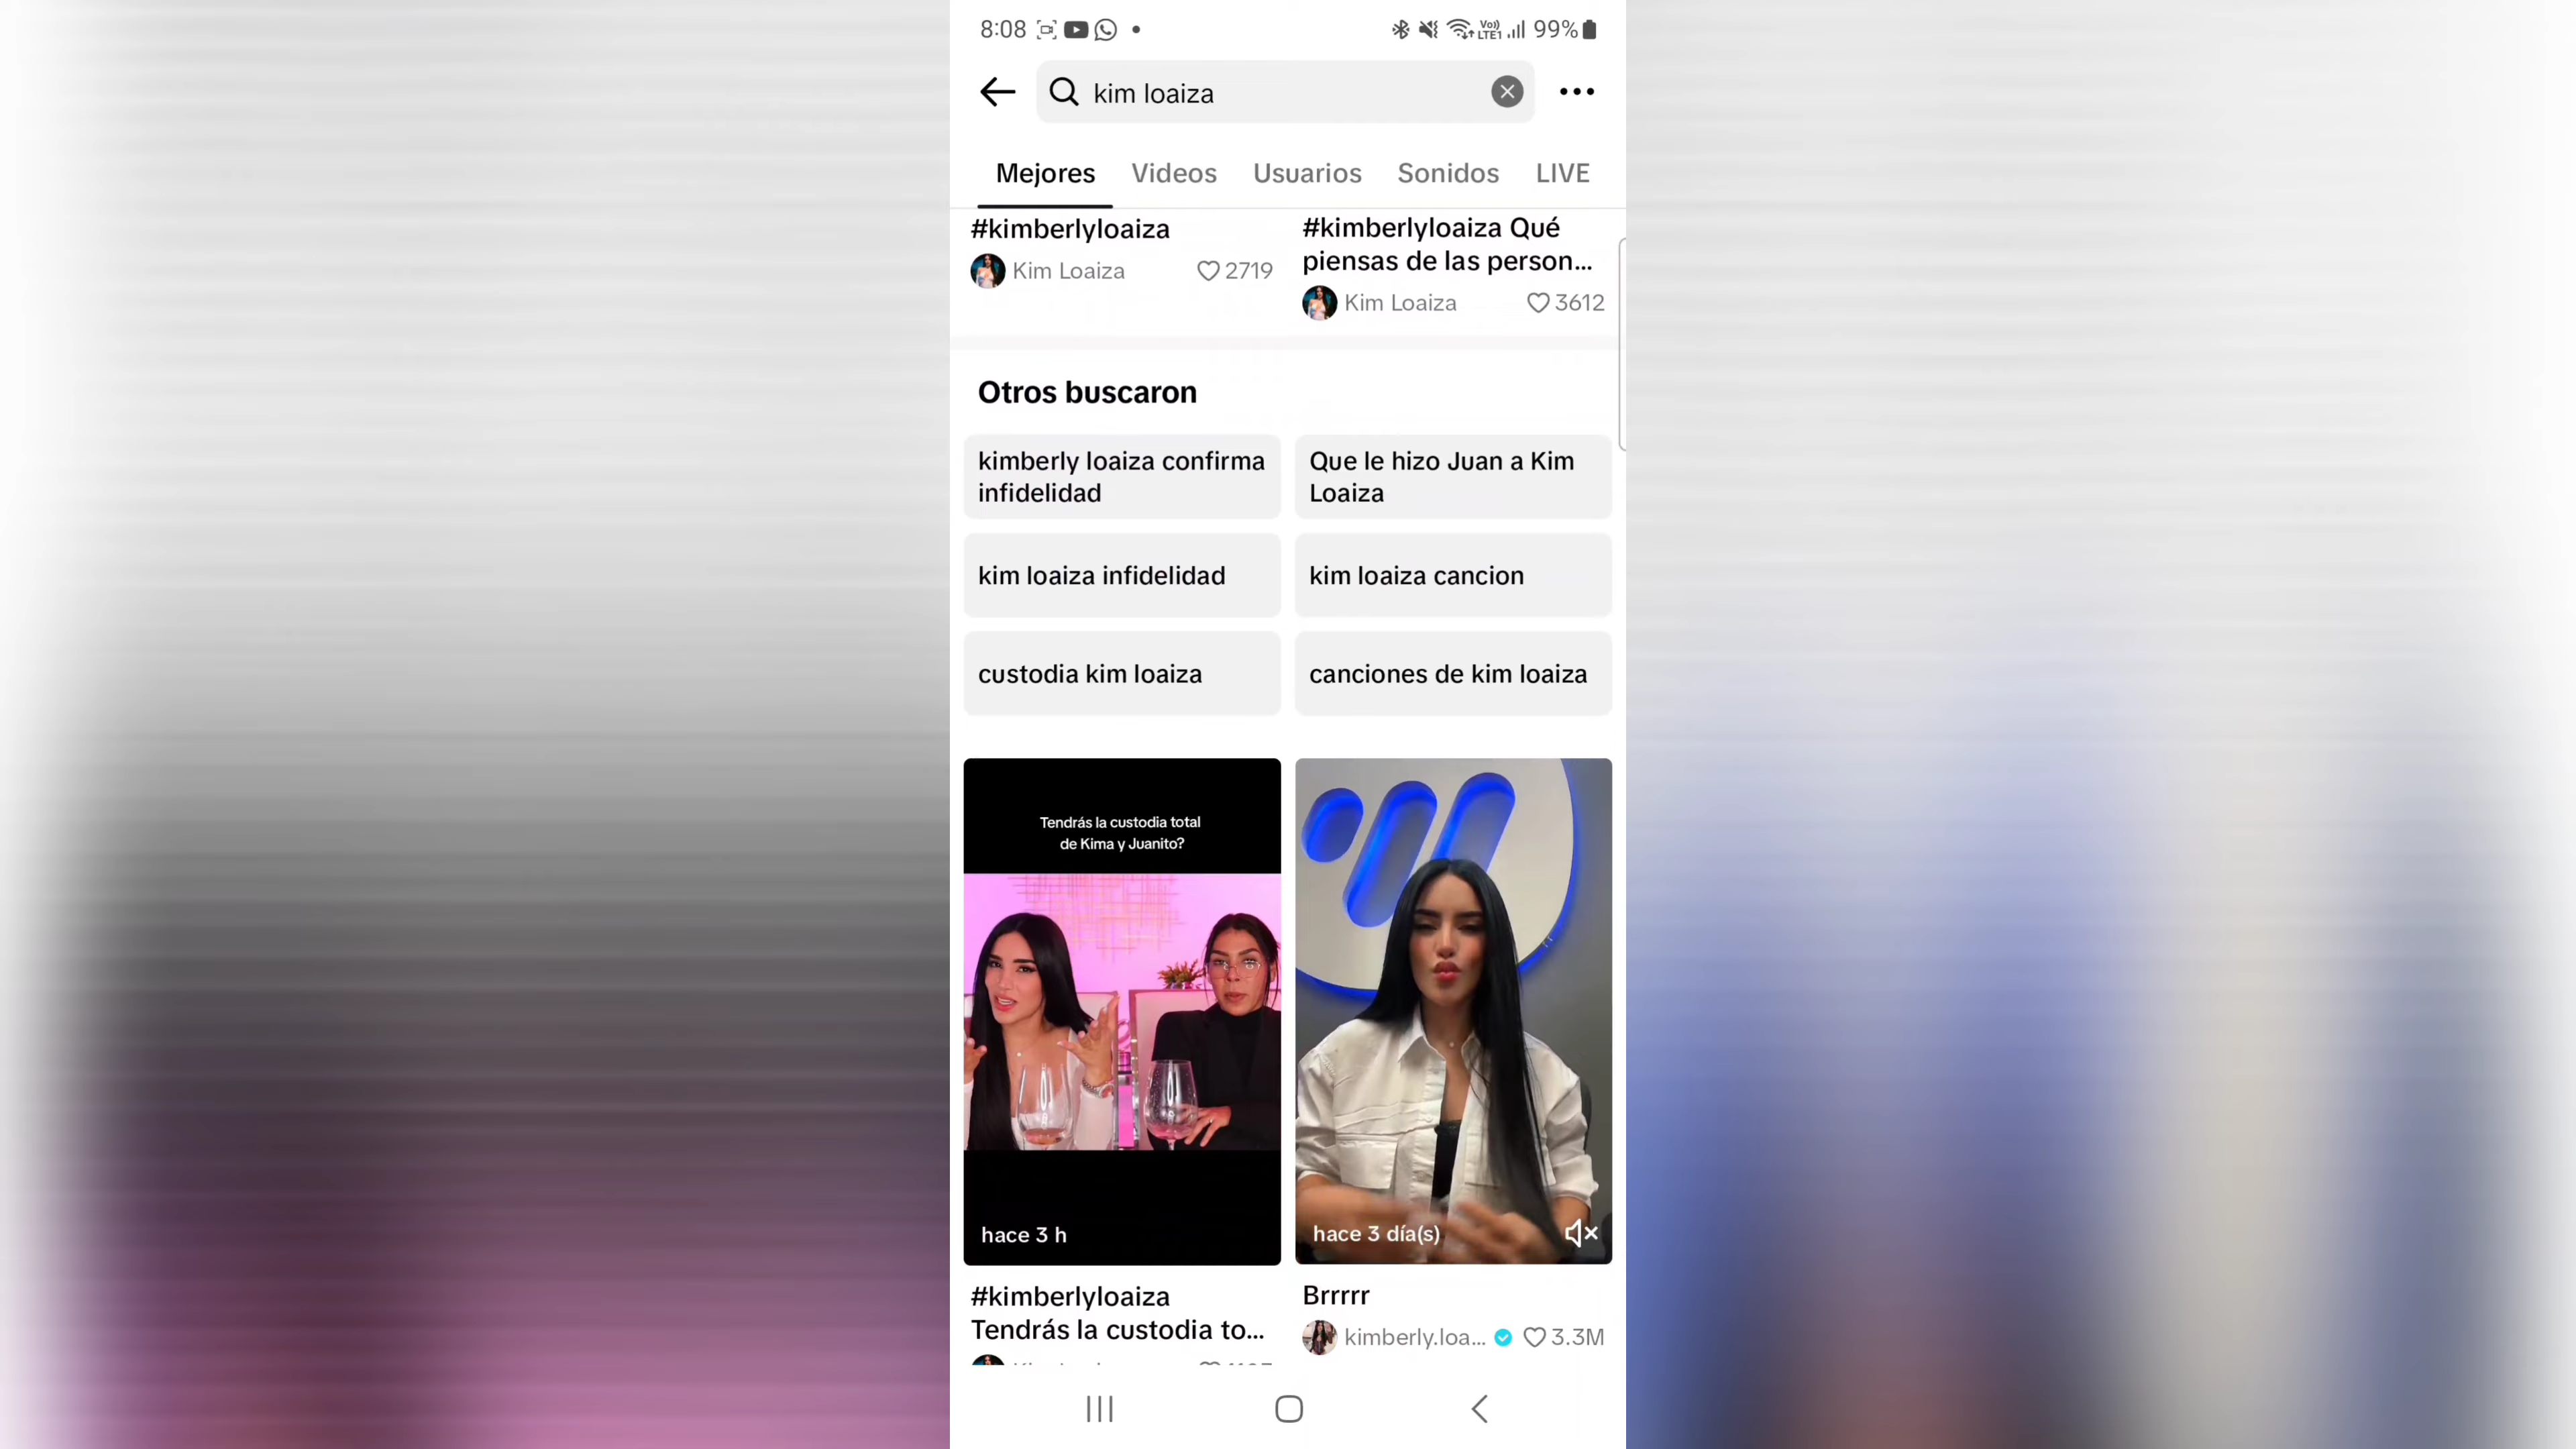 8:08
Vo))
LTE1
99%
kim loaiza
Mejores
Videos
Usuarios
Sonidos
LIVE
#kimberlyloaiza
Kim Loaiza
2719
#kimberlyloaiza Qué
piensas de las person...
Kim Loaiza
3612
Otros buscaron
kimberly loaiza confirma
infidelidad
Que le hizo Juan a Kim
Loaiza
kim loaiza infidelidad
kim loaiza cancion
custodia kim loaiza
canciones de kim loaiza
Tendrás la custodia total
de Kima y Juanito?
hace 3 h
hace 3 día(s)
#kimberlyloaiza
Tendrás la custodia to...
Brrrrr
kimberly.loa...
3.3M